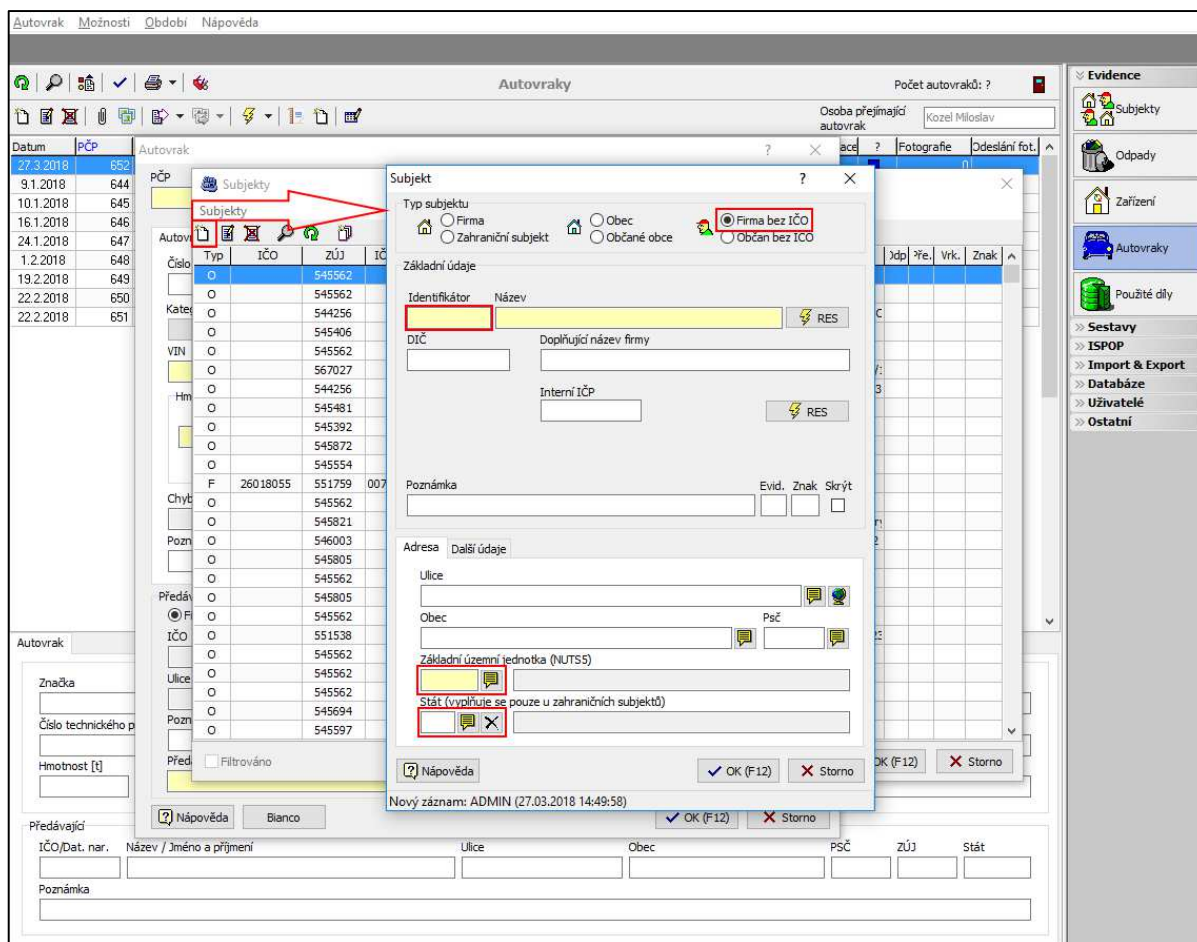 Autovrak Možnosti Období Nápověda
Autovraky
Počet autovraků: ?
Osoba přejímající autovrak
Kozel Miloslav
Datum PČP
27.3.2018 652
9.1.2018 644
10.1.2018 645
16.1.2018 646
24.1.2018 647
1.2.2018 648
19.2.2018 649
22.2.2018 650
22.2.2018 651
? Fotografie Odeslání fot.
0
Autovrak ?
PČP
Číslo
VIN
Subjekty
Subjekty
Typ IČO ZÚJ
O 545562
O 545562
O 544256
O 545406
O 545562
O 567027
O 544256
O 545481
O 545392
O 545872
O 545554
F 26018055 551759 007
O 545562
O 545821
O 546003
O 545805
O 545562
O 545805
O 545562
O 551538
O 545562
O 545562
O 545694
O 545597
Vrk. Znak
Filtrováno
OK (F12) Storno
Subjekt ?
Typ subjektu
Firma Obec Firma bez IČO
Zahraniční subjekt Občané obce Občan bez IČO
Základní údaje
Identifikátor Název
RES
DIČ Doplňující název firmy
Interní IČP
RES
Poznámka Evid. Znak Skrýt
Adresa Další údaje
Ulice
Obec Psč
Základní územní jednotka (NUTS5)
Stát (vyplňuje se pouze u zahraničních subjektů)
Nápověda OK (F12) Storno
Nový záznam: ADMIN (27.03.2018 14:49:58)
IČO
Ulice
Nápověda Bianco OK (F12) Storno
Autovrak
Značka
Číslo technického
Hmotnost [t]
Předávající
IČO/Dat. nar. Název / Jméno a příjmení Ulice Obec PSČ ZÚJ Stát
Poznámka
Evidence
Subjekty
Odpady
Zařízení
Autovraky
Použité díly
Sestavy
ISPOP
Import & Export
Databáze
Uživatelé
Ostatní